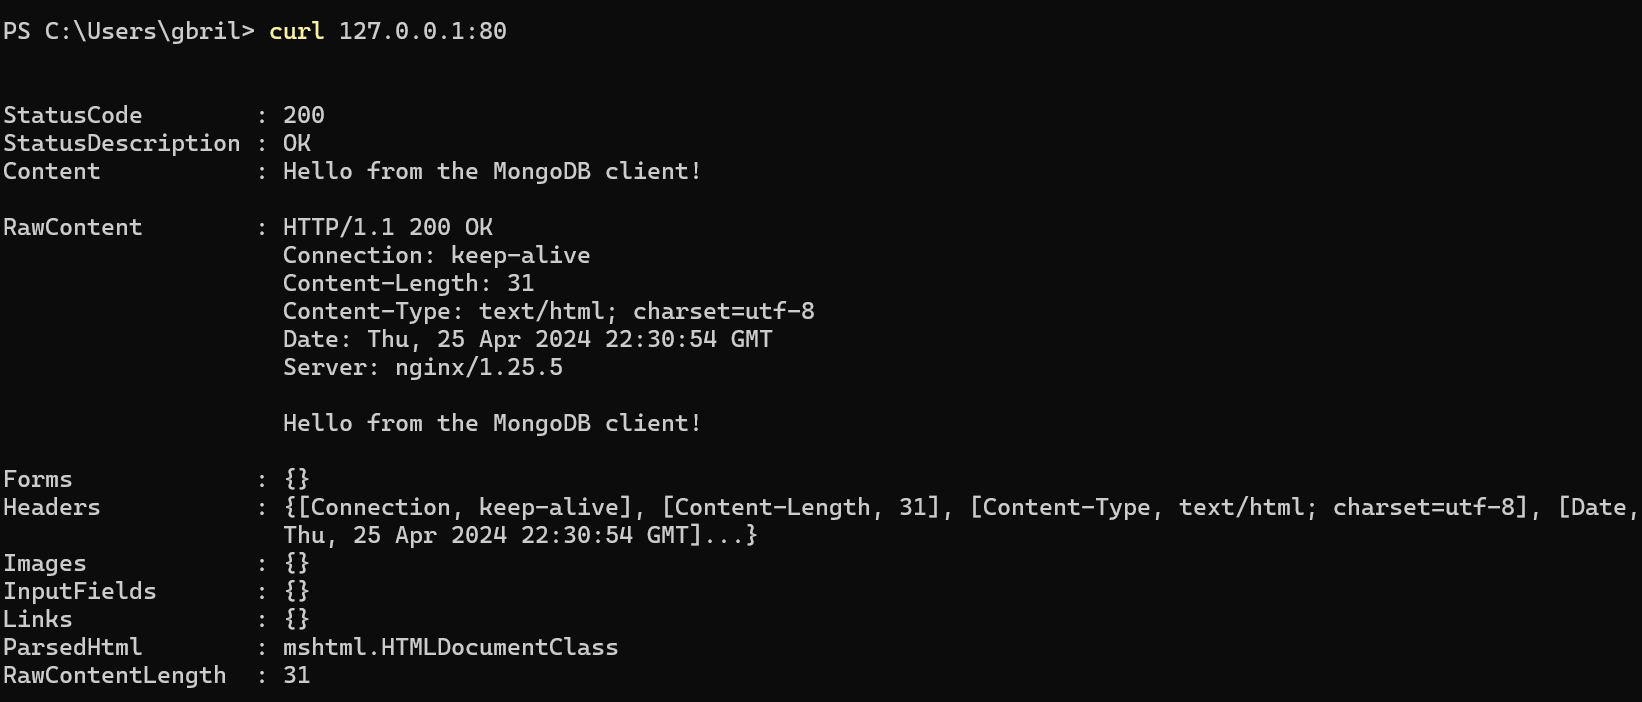 PS C:\Users\gbril> curl 127.0.0.1:80
StatusCode        : 200
StatusDescription : OK
Content           : Hello from the MongoDB client!
RawContent        : HTTP/1.1 200 OK
                    Connection: keep-alive
                    Content-Length: 31
                    Content-Type: text/html; charset=utf-8
                    Date: Thu, 25 Apr 2024 22:30:54 GMT
                    Server: nginx/1.25.5
                    Hello from the MongoDB client!
Forms             : {}
Headers           : {[Connection, keep-alive], [Content-Length, 31], [Content-Type, text/html; charset=utf-8], [Date,
                    Thu, 25 Apr 2024 22:30:54 GMT]...}
Images            : {}
InputFields       : {}
Links             : {}
ParsedHtml        : mshtml.HTMLDocumentClass
RawContentLength  : 31